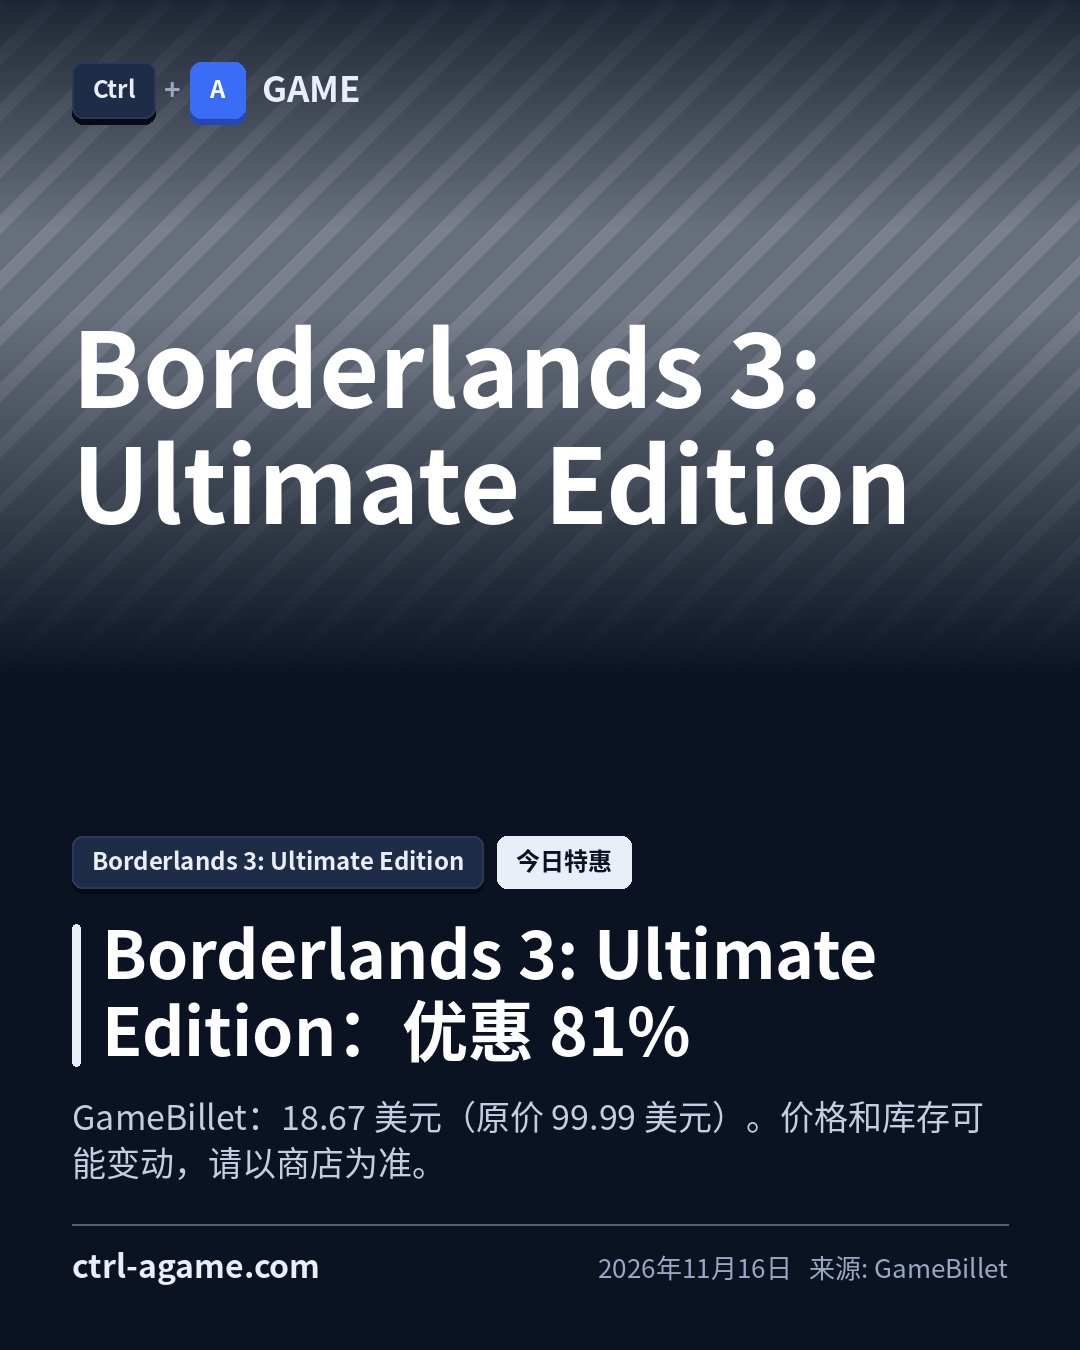 Ctrl + A GAME
Borderlands 3:
Ultimate Edition
Borderlands 3: Ultimate Edition 今日特惠
Borderlands 3: Ultimate
Edition：优惠 81%
GameBillet：18.67 美元（原价 99.99 美元）。价格和库存可
能变动，请以商店为准。
ctrl-agame.com 2026年11月16日 来源: GameBillet